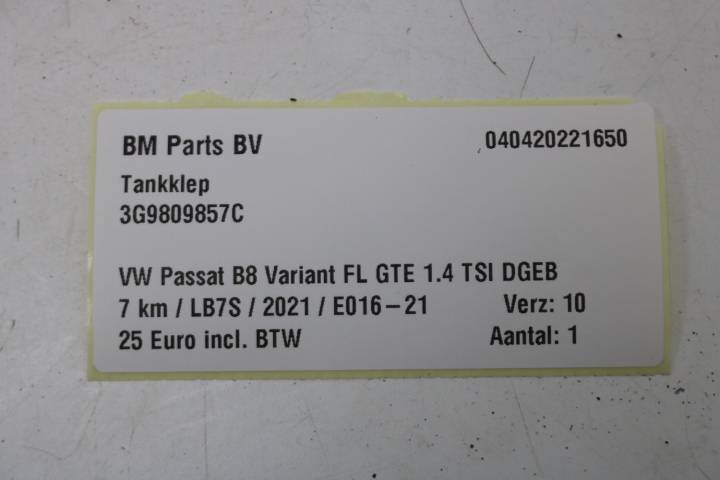 BM Parts BV 040420221650
Tankklep
3G9809857C
VW Passat B8 Variant FL GTE 1.4 TSI DGEB
7 km / LB7S / 2021 / E016-21 Verz: 10
25 Euro incl. BTW Aantal: 1